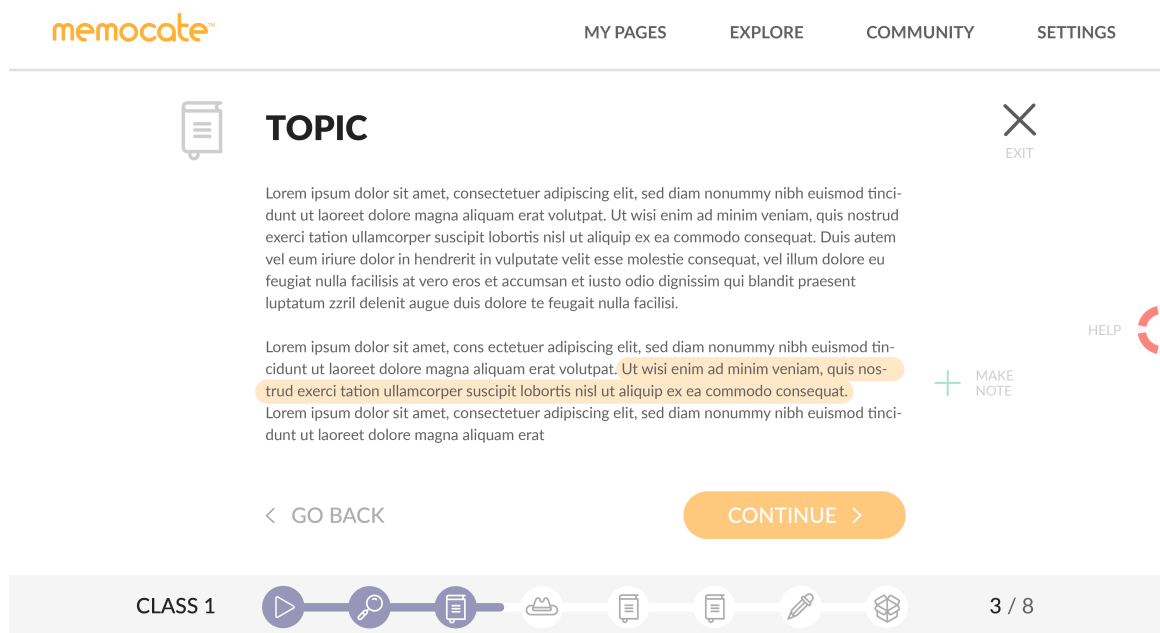 memocate™
MY PAGES
EXPLORE
COMMUNITY
SETTINGS
TOPIC
EXIT
Lorem ipsum dolor sit amet, consectetuer adipiscing elit, sed diam nonummy nibh euismod tinci-
dunt ut laoreet dolore magna aliquam erat volutpat. Ut wisi enim ad minim veniam, quis nostrud
exerci tation ullamcorper suscipit lobortis nisl ut aliquip ex ea commodo consequat. Duis autem
vel eum iriure dolor in hendrerit in vulputate velit esse molestie consequat, vel illum dolore eu
feugiat nulla facilisis at vero eros et accumsan et iusto odio dignissim qui blandit praesent
luptatum zzril delenit augue duis dolore te feugait nulla facilisi.
Lorem ipsum dolor sit amet, cons ectetuer adipiscing elit, sed diam nonummy nibh euismod tin-
cidunt ut laoreet dolore magna aliquam erat volutpat. Ut wisi enim ad minim veniam, quis nos-
trud exerci tation ullamcorper suscipit lobortis nisl ut aliquip ex ea commodo consequat.
Lorem ipsum dolor sit amet, consectetuer adipiscing elit, sed diam nonummy nibh euismod tinci-
dunt ut laoreet dolore magna aliquam erat
HELP
MAKE
NOTE
GO BACK
CONTINUE
CLASS 1
3 / 8